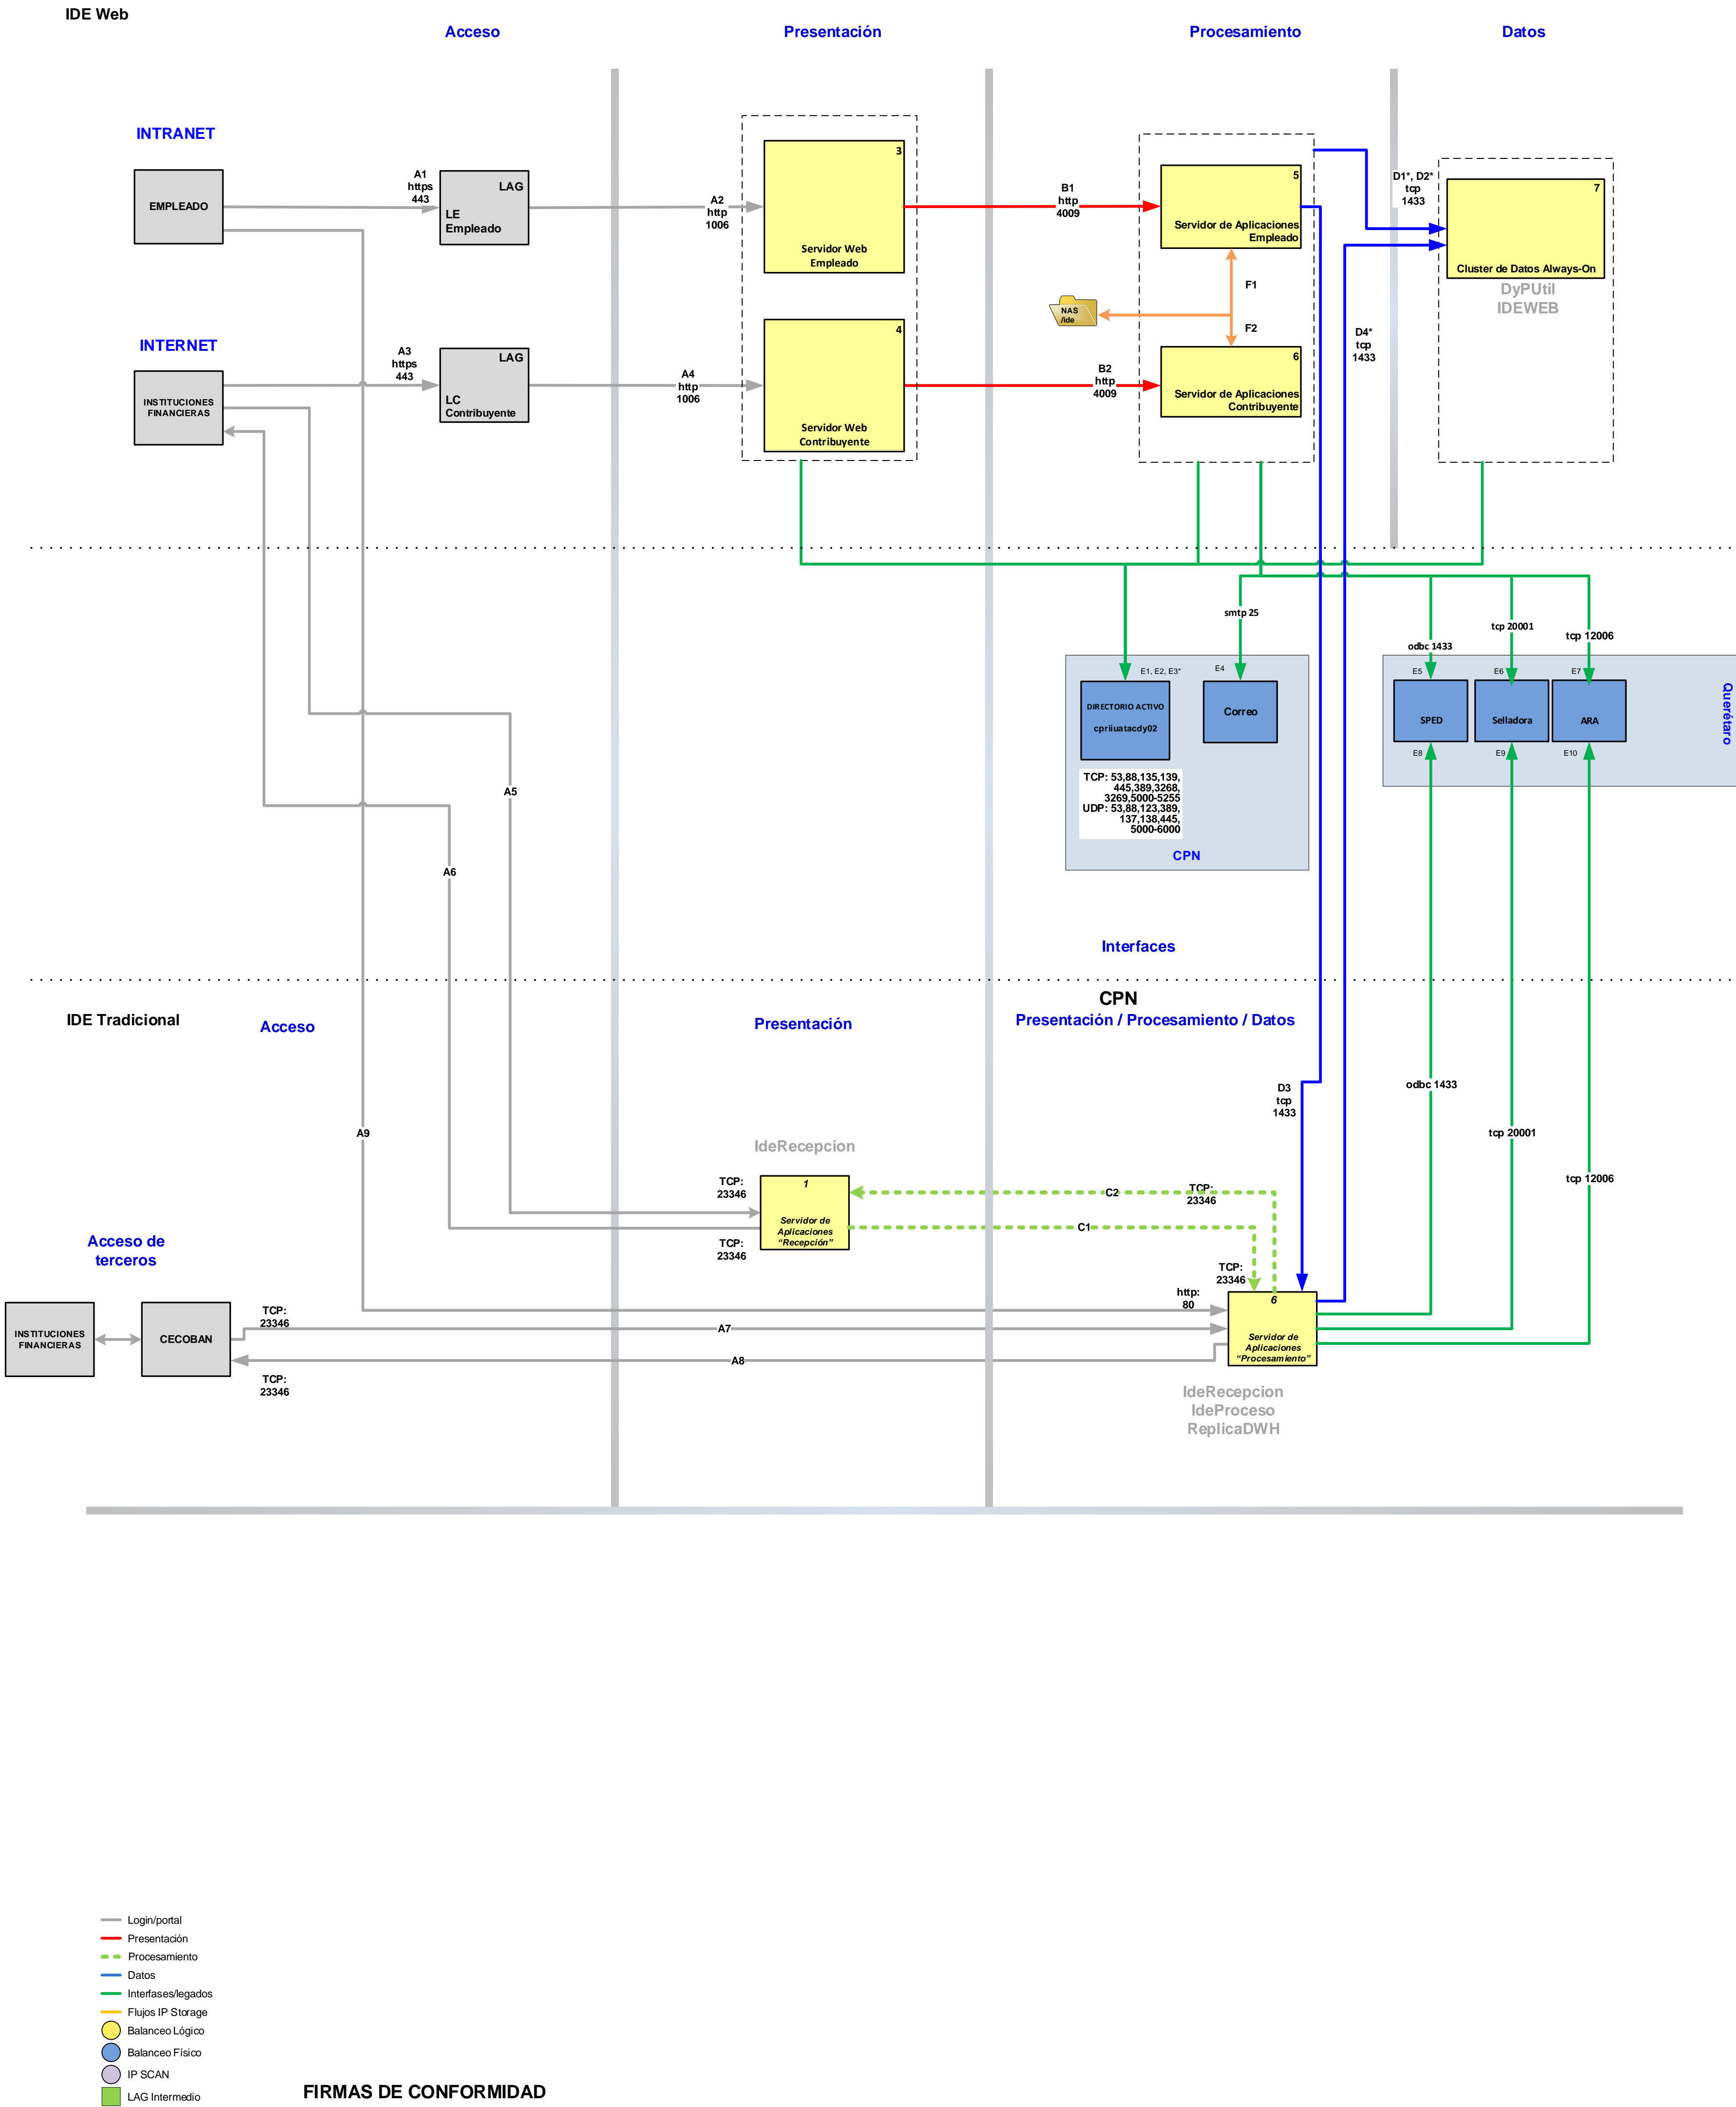 IDE Web
Acceso
Presentación
Procesamiento
Datos
INTRANET
EMPLEADO
A1
https
443
LAG
LE
Empleado
A2
http
1006
3
Servidor Web
Empleado
B1
http
4009
5
Servidor de Aplicaciones
Empleado
D1*, D2*
tcp
1433
7
Cluster de Datos Always-On
DyPUtil
IDEWEB
F1
NAS
/ide
F2
D4*
tcp
1433
INTERNET
INSTITUCIONES
FINANCIERAS
A3
https
443
LAG
LC
Contribuyente
A4
http
1006
4
Servidor Web
Contribuyente
B2
http
4009
6
Servidor de Aplicaciones
Contribuyente
smtp 25
odbc 1433
tcp 20001
tcp 12006
E1, E2, E3*
E4
E5
E6
E7
DIRECTORIO ACTIVO
cpriiuatacdy02
Correo
SPED
Selladora
ARA
Querétaro
E8
E9
E10
TCP: 53,88,135,139,
445,389,3268,
3269,5000-5255
UDP: 53,88,123,389,
137,138,445,
5000-6000
CPN
A5
A6
Interfaces
CPN
IDE Tradicional
Acceso
Presentación
Presentación / Procesamiento / Datos
D3
tcp
1433
odbc 1433
tcp 20001
tcp 12006
A9
IdeRecepcion
TCP:
23346
1
Servidor de
Aplicaciones
“Recepción”
TCP:
23346
C2
TCP:
23346
C1
TCP:
23346
Acceso de
terceros
INSTITUCIONES
FINANCIERAS
CECOBAN
TCP:
23346
A7
A8
TCP:
23346
http:
80
6
Servidor de
Aplicaciones
“Procesamiento”
IdeRecepcion
IdeProceso
ReplicaDWH
Login/portal
Presentación
Procesamiento
Datos
Interfases/legados
Flujos IP Storage
Balanceo Lógico
Balanceo Físico
IP SCAN
LAG Intermedio
FIRMAS DE CONFORMIDAD